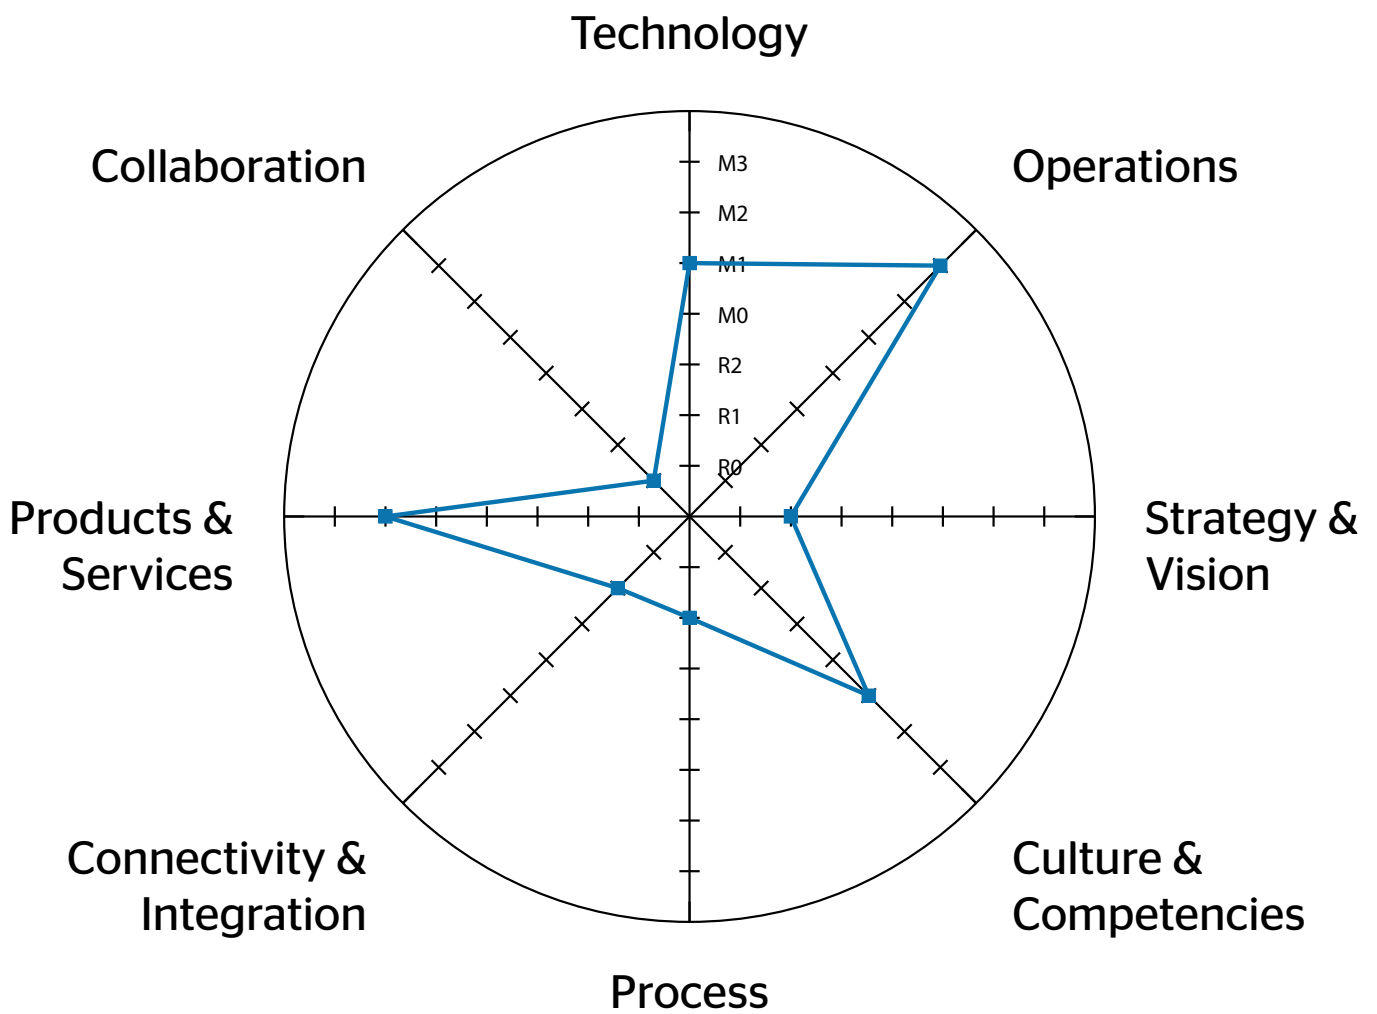 Technology
Collaboration
Operations
M3
M2
M1
M0
R2
R1
R0
Products &
Services
Strategy &
Vision
Connectivity &
Integration
Culture &
Competencies
Process